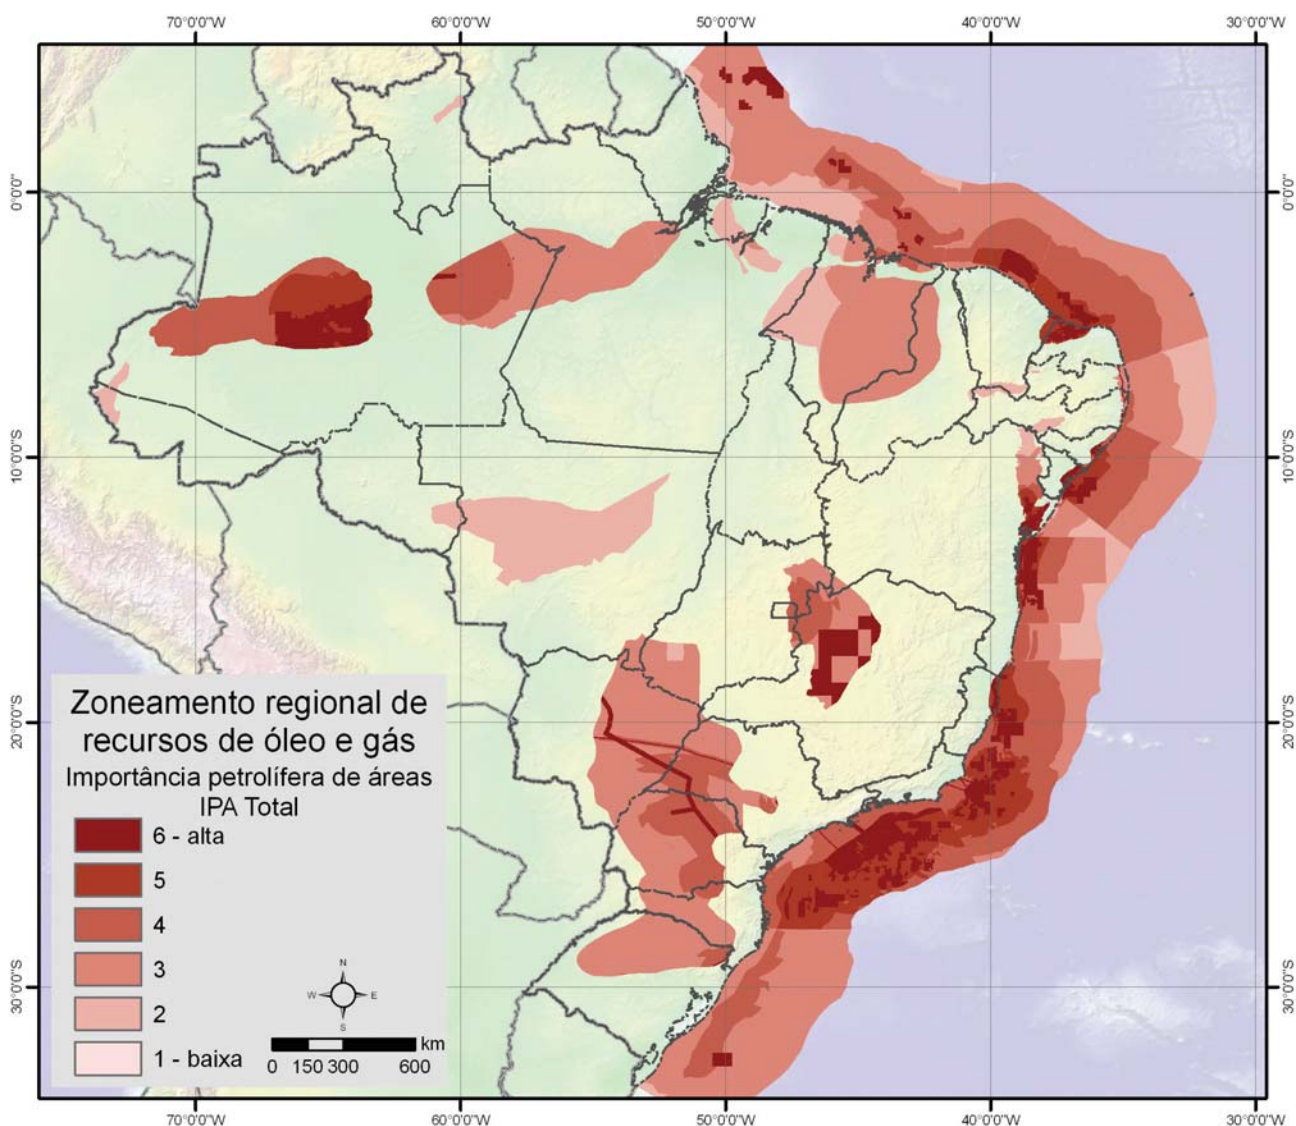 70°0'0"W 60°0'0"W 50°0'0"W 40°0'0"W 30°0'0"W
0°0'0" 0°0'0"
10°0'0"S 10°0'0"S
20°0'0"S 20°0'0"S
30°0'0"S 30°0'0"S
Zoneamento regional de
recursos de óleo e gás
Importância petrolífera de áreas
IPA Total
6 - alta
5
4
3
2
1 - baixa
N
W E
S
km
0 150 300 600
70°0'0"W 60°0'0"W 50°0'0"W 40°0'0"W 30°0'0"W